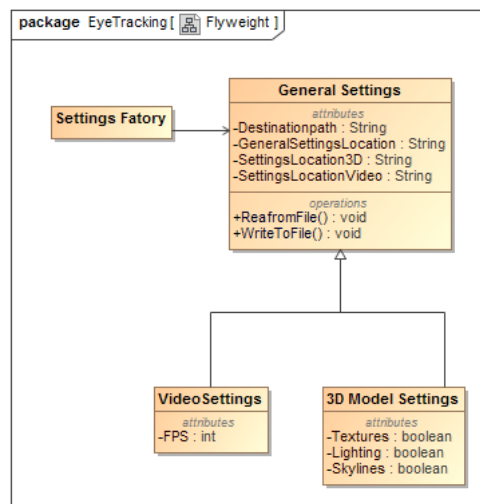 package EyeTracking [ Flyweight ]
General Settings
attributes
-Destinationpath : String
-GeneralSettingsLocation : String
-SettingsLocation3D : String
-SettingsLocationVideo : String
operations
+ReafromFile() : void
+WriteToFile() : void
Settings Fatory
VideoSettings
attributes
-FPS : int
3D Model Settings
attributes
-Textures : boolean
-Lighting : boolean
-Skylines : boolean